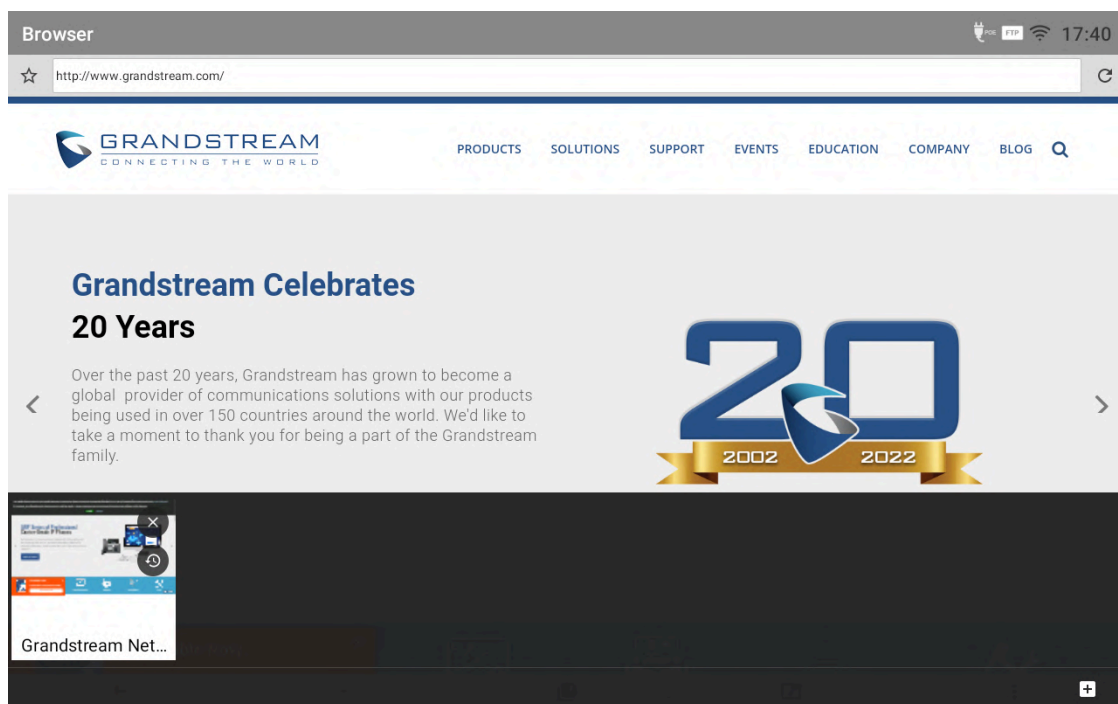 Browser
POE FTP 17:40
http://www.grandstream.com/
GRANDSTREAM
CONNECTING THE WORLD
PRODUCTS SOLUTIONS SUPPORT EVENTS EDUCATION COMPANY BLOG
Grandstream Celebrates
20 Years
Over the past 20 years, Grandstream has grown to become a
global provider of communications solutions with our products
being used in over 150 countries around the world. We'd like to
take a moment to thank you for being a part of the Grandstream
family.
20
2002 2022
Grandstream Net...